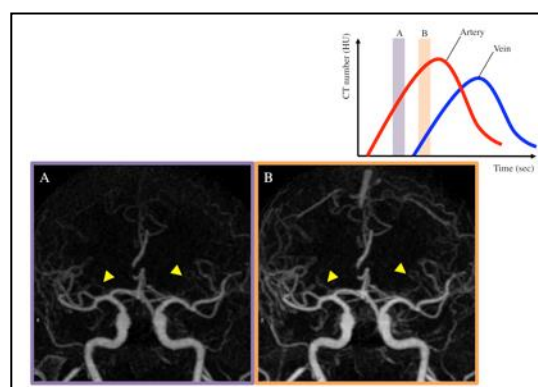 A B
Artery
Vein
CT number (HU)
Time (sec)
A
B